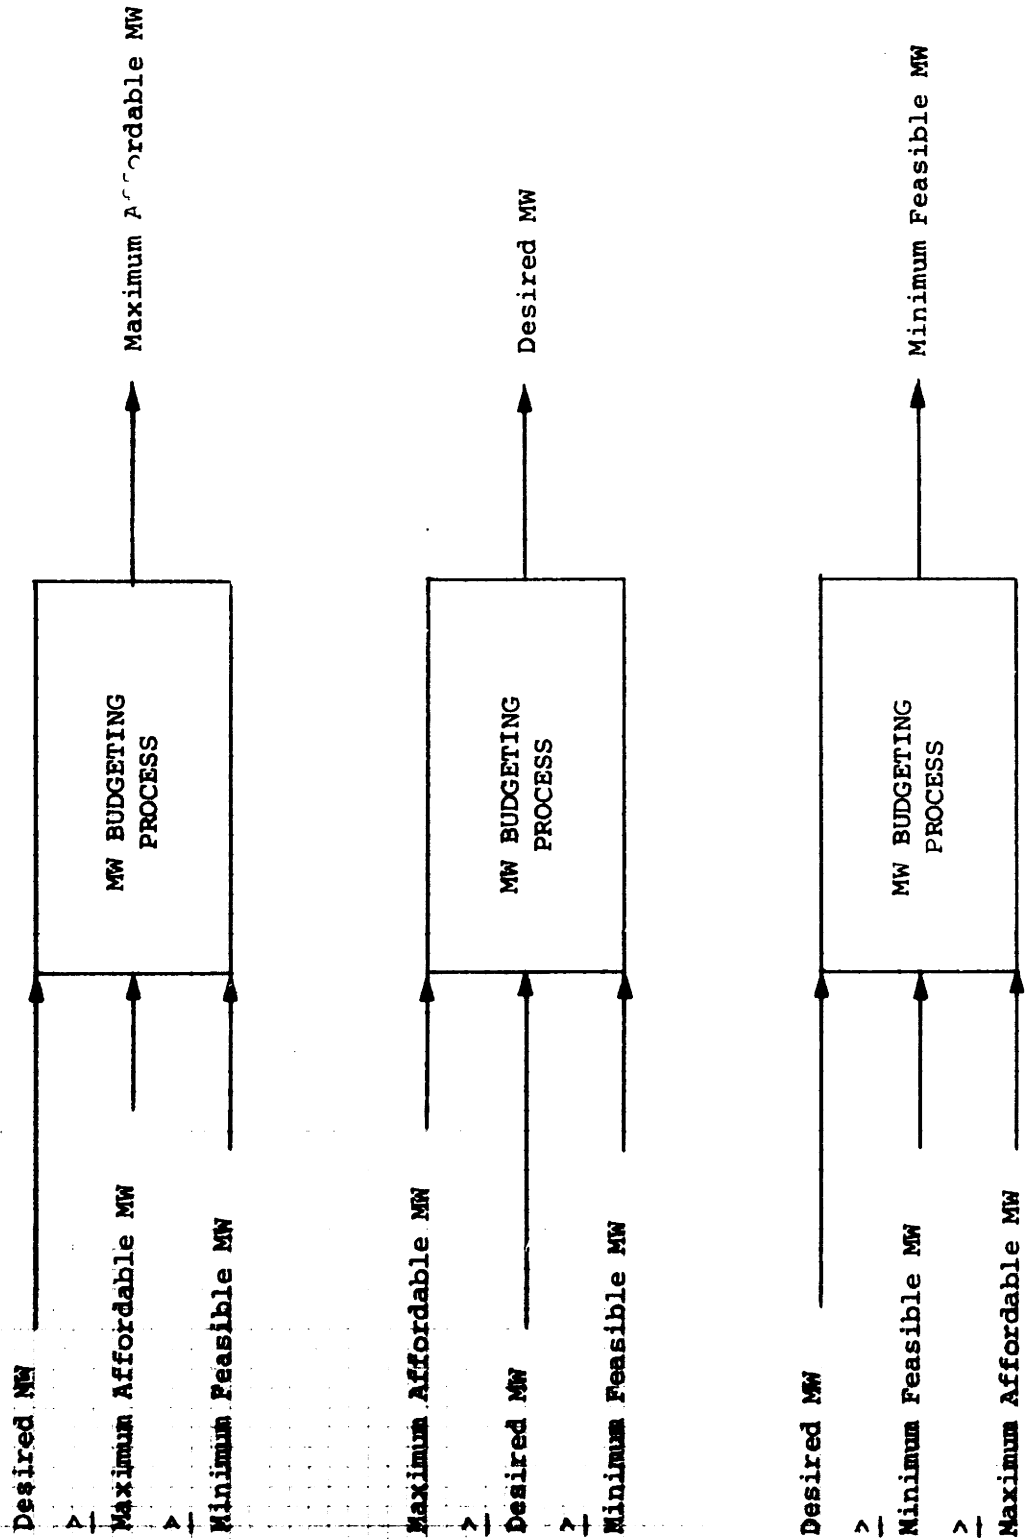 Desired MW
≥
Maximum Affordable MW
≥
Minimum Feasible MW
MW BUDGETING
PROCESS
Maximum Affordable MW
Maximum Affordable MW
≥
Desired MW
≥
Minimum Feasible MW
MW BUDGETING
PROCESS
Desired MW
Desired MW
≥
Minimum Feasible MW
≥
Maximum Affordable MW
MW BUDGETING
PROCESS
Minimum Feasible MW